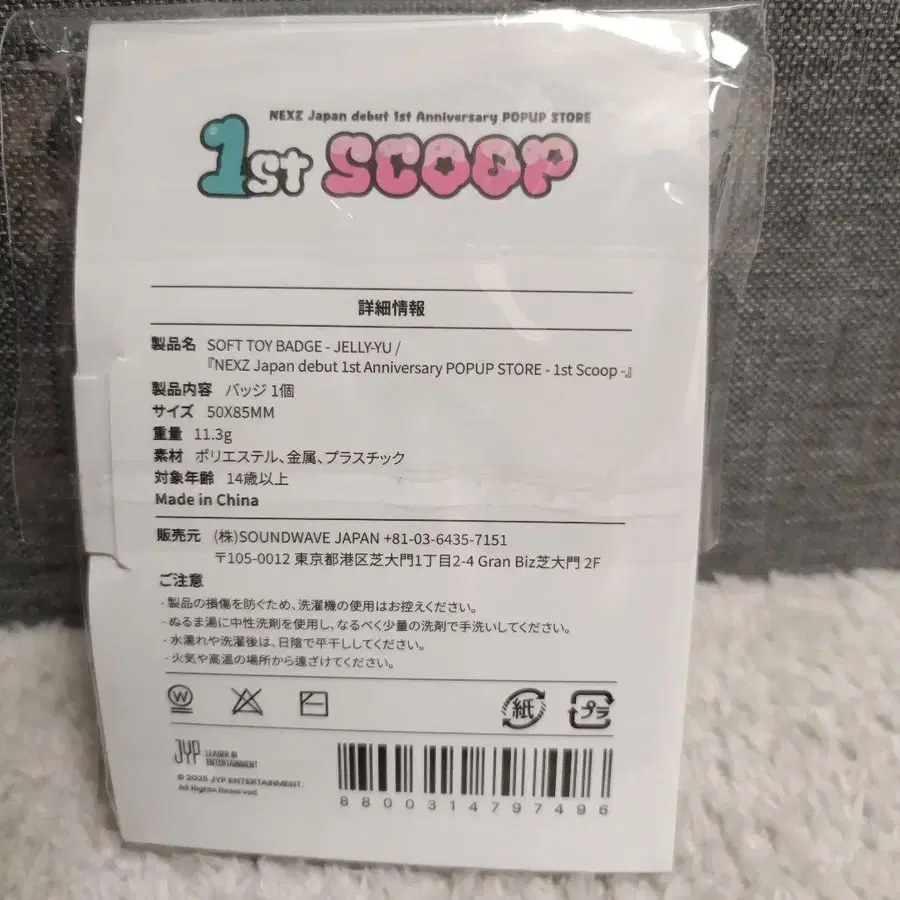 NEXZ Japan debut 1st Anniversary POPUP STORE
1st SCOOP
詳細情報
製品名 SOFT TOY BADGE - JELLY-YU /
『NEXZ Japan debut 1st Anniversary POPUP STORE - 1st Scoop -』
製品内容 バッジ 1個
サイズ 50X85MM
重量 11.3g
素材 ポリエステル、金属、プラスチック
対象年齢 14歳以上
Made in China
販売元 (株)SOUNDWAVE JAPAN +81-03-6435-7151
〒105-0012 東京都港区芝大門1丁目2-4 Gran Biz芝大門 2F
ご注意
- 製品の損傷を防ぐため、洗濯機の使用はお控えください。
- ぬるま湯に中性洗剤を使用し、なるべく少量の洗剤で手洗いしてください。
- 水濡れや洗濯後は、日陰で平干ししてください。
- 火気や高温の場所から遠ざけてください。
W 紙 プラ
JYP LEADER IN
ENTERTAINMENT
© 2025 JYP ENTERTAINMENT.
All Rights Reserved.
8800314797496